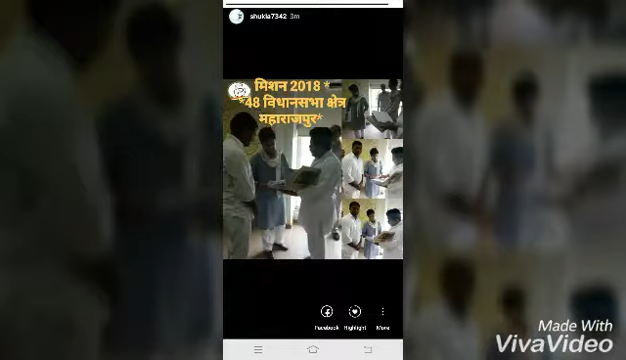 shukla7342 3m
मिशन 2018 *
*48 विधानसभा क्षेत्र
महाराजपुर*
Facebook Highlight More
Made With
VivaVideo